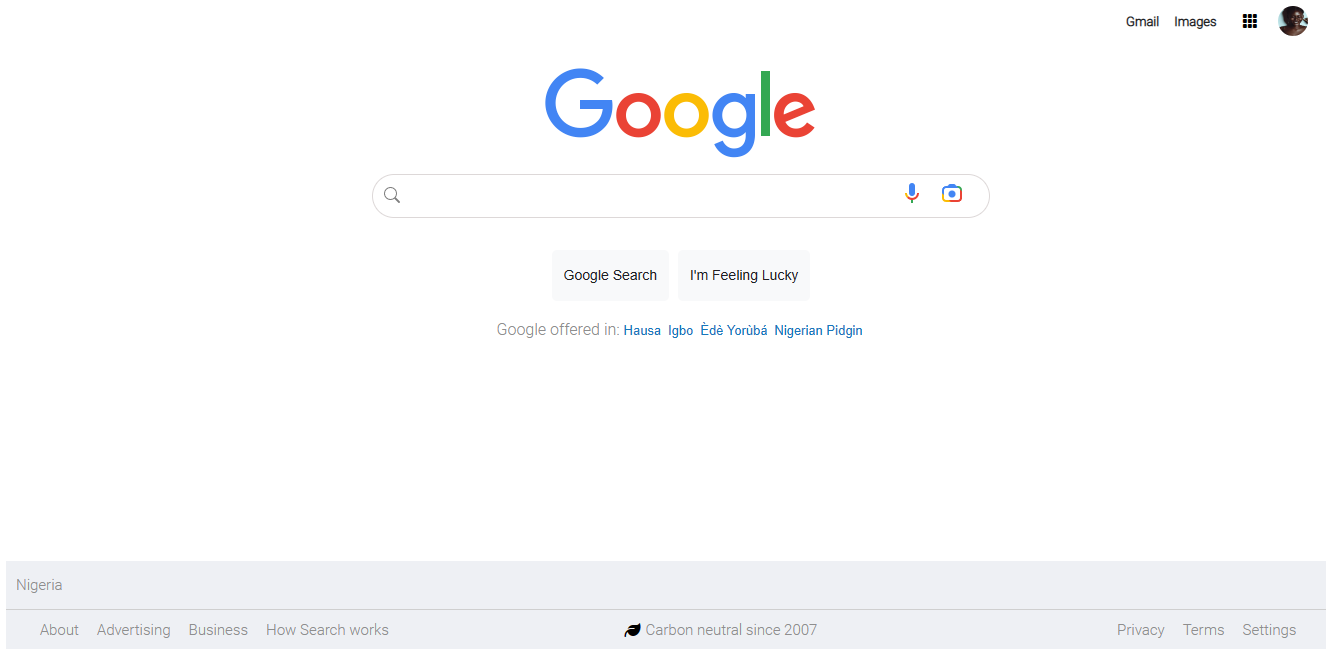 Gmail Images
Google
Google Search I'm Feeling Lucky
Google offered in: Hausa Igbo Èdè Yorùbá Nigerian Pidgin
Nigeria
About Advertising Business How Search works Carbon neutral since 2007 Privacy Terms Settings